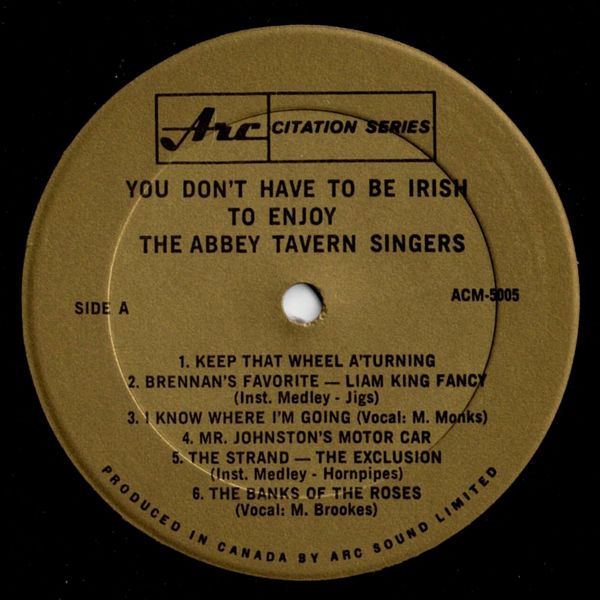 Arc CITATION SERIES
YOU DON'T HAVE TO BE IRISH
TO ENJOY
THE ABBEY TAVERN SINGERS
SIDE A
ACM-5005
1. KEEP THAT WHEEL A'TURNING
2. BRENNAN'S FAVORITE — LIAM KING FANCY
(Inst. Medley - Jigs)
3. I KNOW WHERE I'M GOING (Vocal: M. Monks)
4. MR. JOHNSTON'S MOTOR CAR
5. THE STRAND — THE EXCLUSION
(Inst. Medley - Hornpipes)
6. THE BANKS OF THE ROSES
(Vocal: M. Brookes)
PRODUCED IN CANADA BY ARC SOUND LIMITED